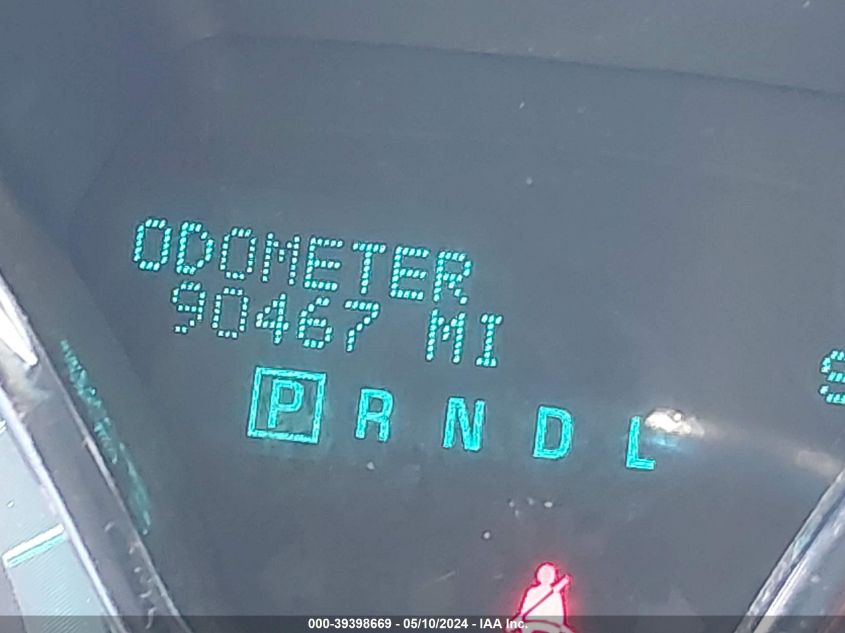 ODOMETER
90467 MI
P R N D L
000-39398669 - 05/10/2024 - IAA Inc.